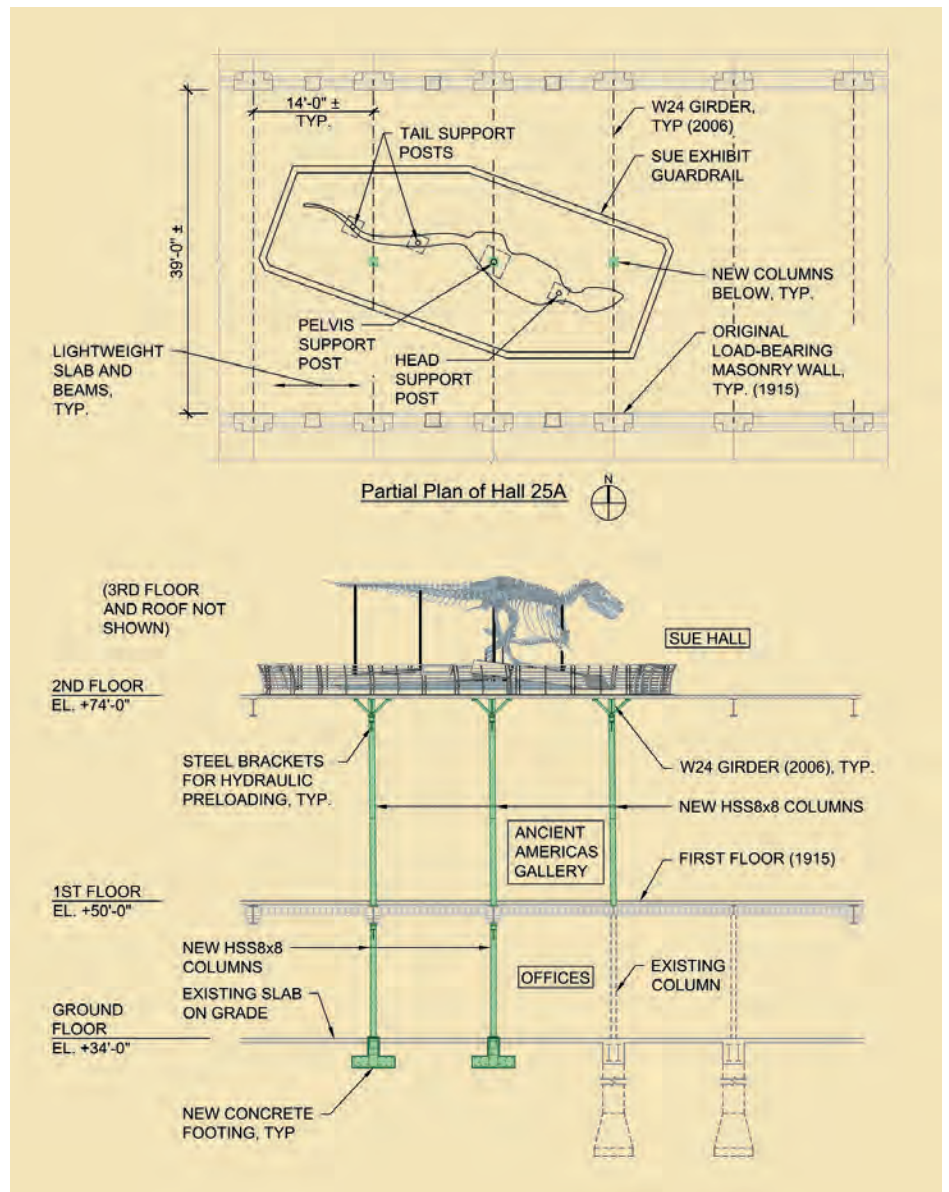 14'-0" ±
TYP.
TAIL SUPPORT
POSTS
W24 GIRDER,
TYP (2006)
SUE EXHIBIT
GUARDRAIL
39'-0" ±
NEW COLUMNS
BELOW, TYP.
PELVIS
SUPPORT
POST
HEAD
SUPPORT
POST
ORIGINAL
LOAD-BEARING
MASONRY WALL,
TYP. (1915)
LIGHTWEIGHT
SLAB AND
BEAMS,
TYP.
Partial Plan of Hall 25A
N
(3RD FLOOR
AND ROOF NOT
SHOWN)
SUE HALL
2ND FLOOR
EL. +74'-0"
STEEL BRACKETS
FOR HYDRAULIC
PRELOADING, TYP.
W24 GIRDER (2006), TYP.
NEW HSS8x8 COLUMNS
ANCIENT
AMERICAS
GALLERY
FIRST FLOOR (1915)
1ST FLOOR
EL. +50'-0"
NEW HSS8x8
COLUMNS
OFFICES
EXISTING
COLUMN
EXISTING SLAB
ON GRADE
GROUND
FLOOR
EL. +34'-0"
NEW CONCRETE
FOOTING, TYP